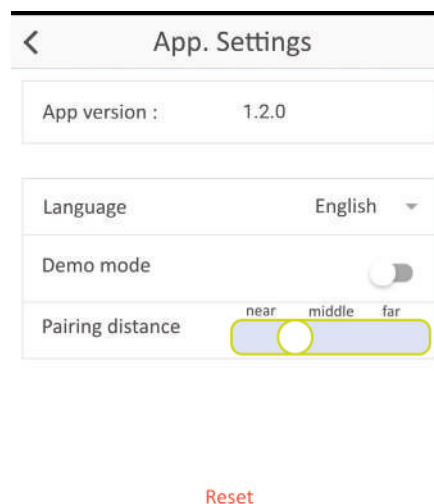 App. Settings
App version : 1.2.0
Language English
Demo mode
near middle far
Pairing distance
Reset